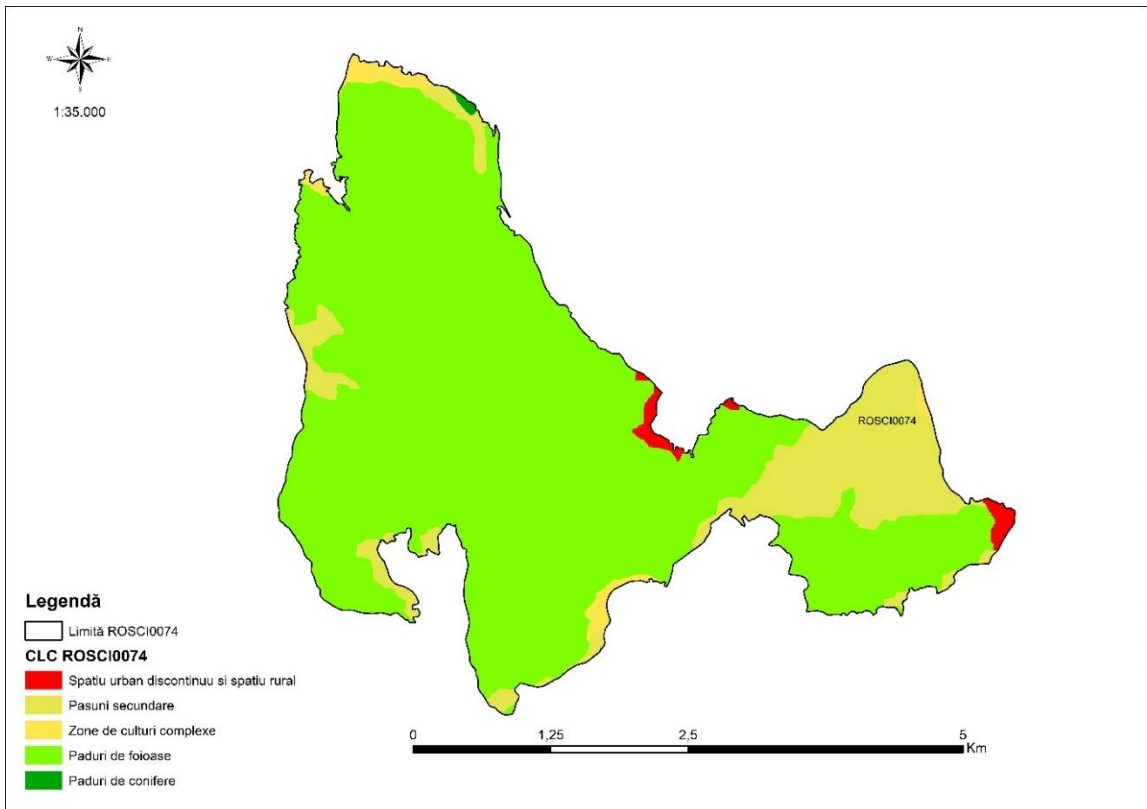 N
W E
S
1:35.000
ROSCI0074
Legendă
Limită ROSCI0074
CLC ROSCI0074
Spatiu urban discontinuu si spatiu rural
Pasuni secundare
Zone de culturi complexe
Paduri de foioase
Paduri de conifere
0 1,25 2,5 5
Km